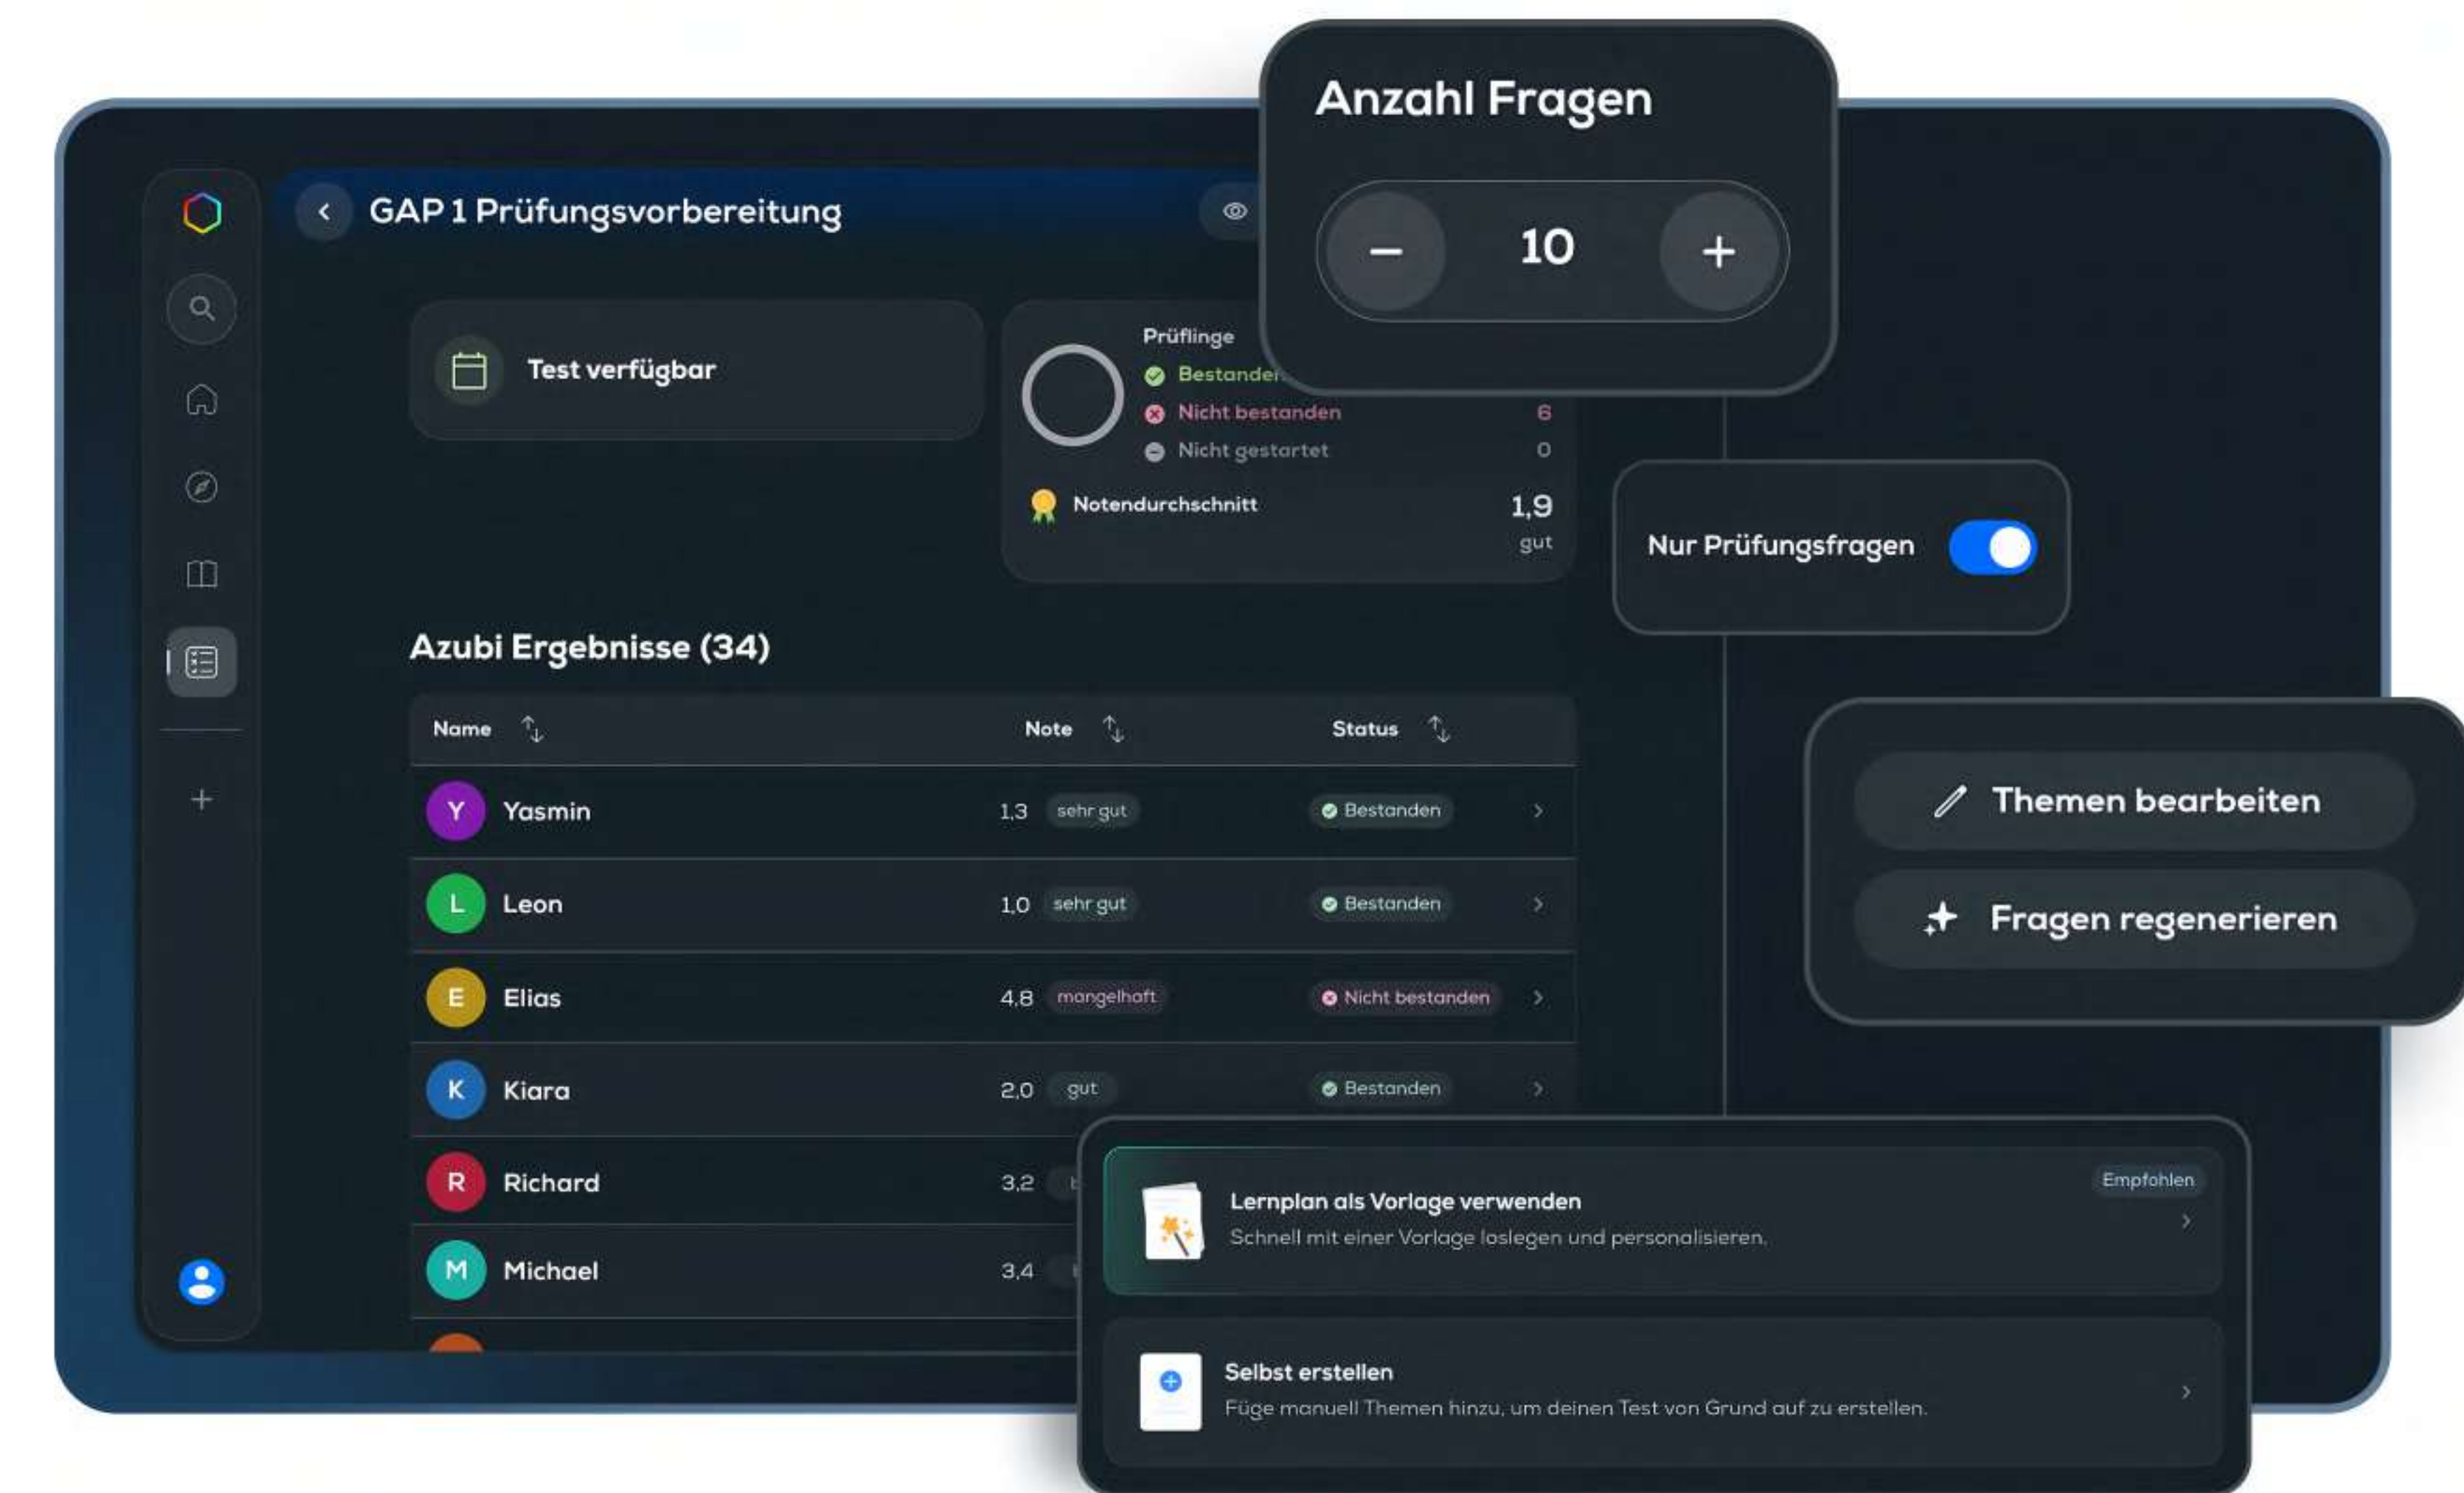 Anzahl Fragen
10
GAP 1 Prüfungsvorbereitung
Test verfügbar
Prüflinge
Nicht bestanden 6
Nicht gestartet 0
Notendurchschnitt 1,9
gut
Nur Prüfungsfragen
Azubi Ergebnisse (34)
Name Note Status
Y Yasmin 1,3 sehr gut Bestanden
L Leon 1,0 sehr gut Bestanden
E Elias 4,8 mangelhaft Nicht bestanden
K Kiara 2,0 gut Bestanden
R Richard 3,2
M Michael 3,4
Themen bearbeiten
Fragen regenerieren
Empfohlen
Lernplan als Vorlage verwenden
Schnell mit einer Vorlage loslegen und personalisieren.
Selbst erstellen
Füge manuell Themen hinzu, um deinen Test von Grund auf zu erstellen.